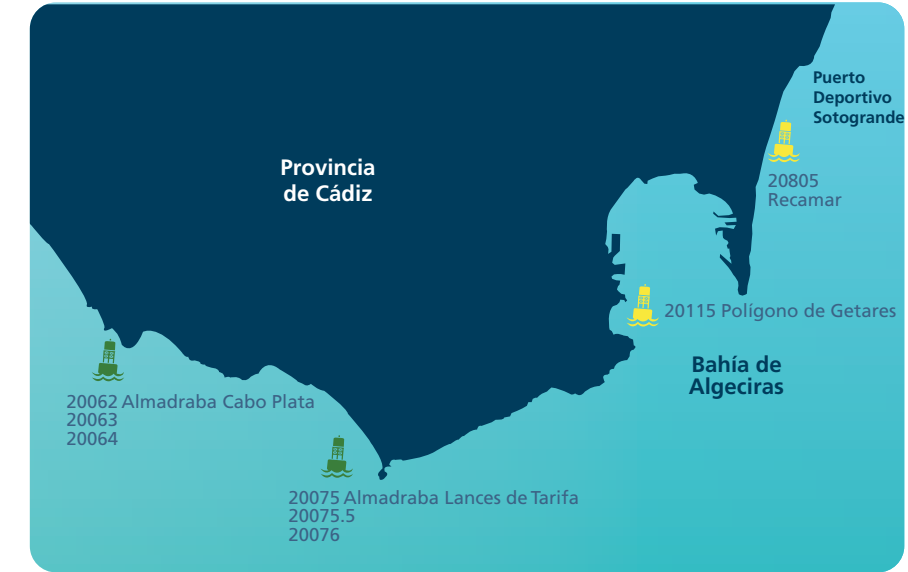 Puerto
Deportivo
Sotogrande
Provincia
de Cádiz
20805
Recamar
20115 Polígono de Getares
Bahía de
Algeciras
20062 Almadraba Cabo Plata
20063
20064
20075 Almadraba Lances de Tarifa
20075.5
20076